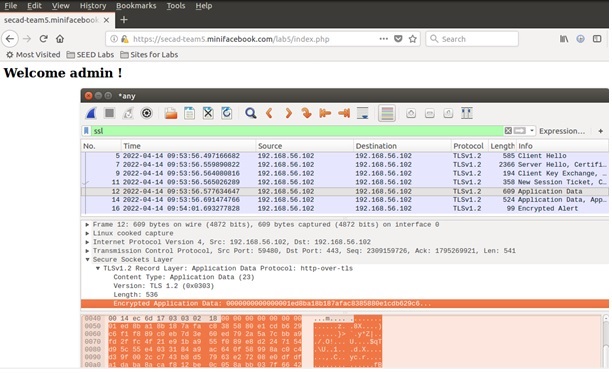 File Edit View History Bookmarks Tools Help
secad-team5.minifacebook.com
https://secad-team5.minifacebook.com/lab5/index.php
Search
Most Visited SEED Labs Sites for Labs
Welcome admin !
*any
ssl
Expression...
No. Time Source Destination Protocol Length Info
5 2022-04-14 09:53:56.497166682 192.168.56.102 192.168.56.102 TLSv1.2 585 Client Hello
7 2022-04-14 09:53:56.559890822 192.168.56.102 192.168.56.102 TLSv1.2 2366 Server Hello, Certifi…
9 2022-04-14 09:53:56.564080816 192.168.56.102 192.168.56.102 TLSv1.2 194 Client Key Exchange, …
11 2022-04-14 09:53:56.565026289 192.168.56.102 192.168.56.102 TLSv1.2 358 New Session Ticket, C…
12 2022-04-14 09:53:56.577634647 192.168.56.102 192.168.56.102 TLSv1.2 609 Application Data
14 2022-04-14 09:53:56.691474766 192.168.56.102 192.168.56.102 TLSv1.2 524 Application Data, App…
16 2022-04-14 09:54:01.693277828 192.168.56.102 192.168.56.102 TLSv1.2 99 Encrypted Alert
Frame 12: 609 bytes on wire (4872 bits), 609 bytes captured (4872 bits) on interface 0
Linux cooked capture
Internet Protocol Version 4, Src: 192.168.56.102, Dst: 192.168.56.102
Transmission Control Protocol, Src Port: 59480, Dst Port: 443, Seq: 2309159726, Ack: 1795269921, Len: 541
Secure Sockets Layer
TLSv1.2 Record Layer: Application Data Protocol: http-over-tls
Content Type: Application Data (23)
Version: TLS 1.2 (0x0303)
Length: 536
Encrypted Application Data: 0000000000000001ed8ba18b187afac8385880e1cdb629c6…
0040 00 14 ec 6d 17 03 03 02 18 00 00 00 00 00 00 00
0050
0060
0070
0080
0090
00a0